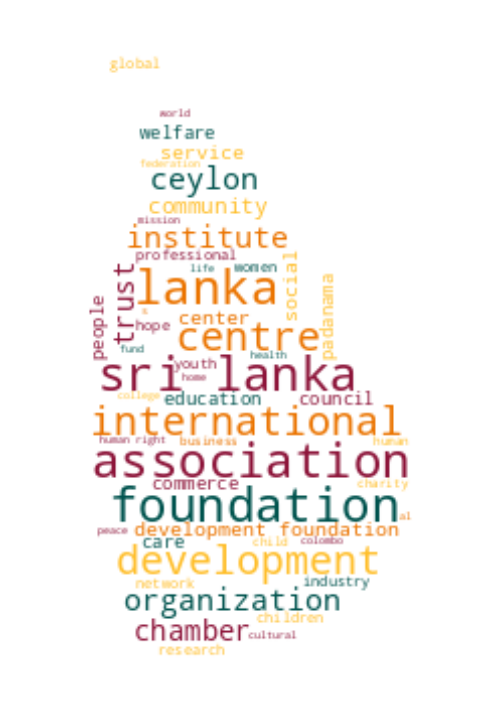 global
world
welfare
service
federation
ceylon
community
mission
institute
professional
life women
social
trust
lanka
padanama
people
hope
center
centre
fund
health
youth
sri lanka
home
college
education
council
international
human right
business
human
association
commerce
charity
foundation
al
peace
development foundation
care
child
colombo
development
network
industry
organization
children
chamber
cultural
research